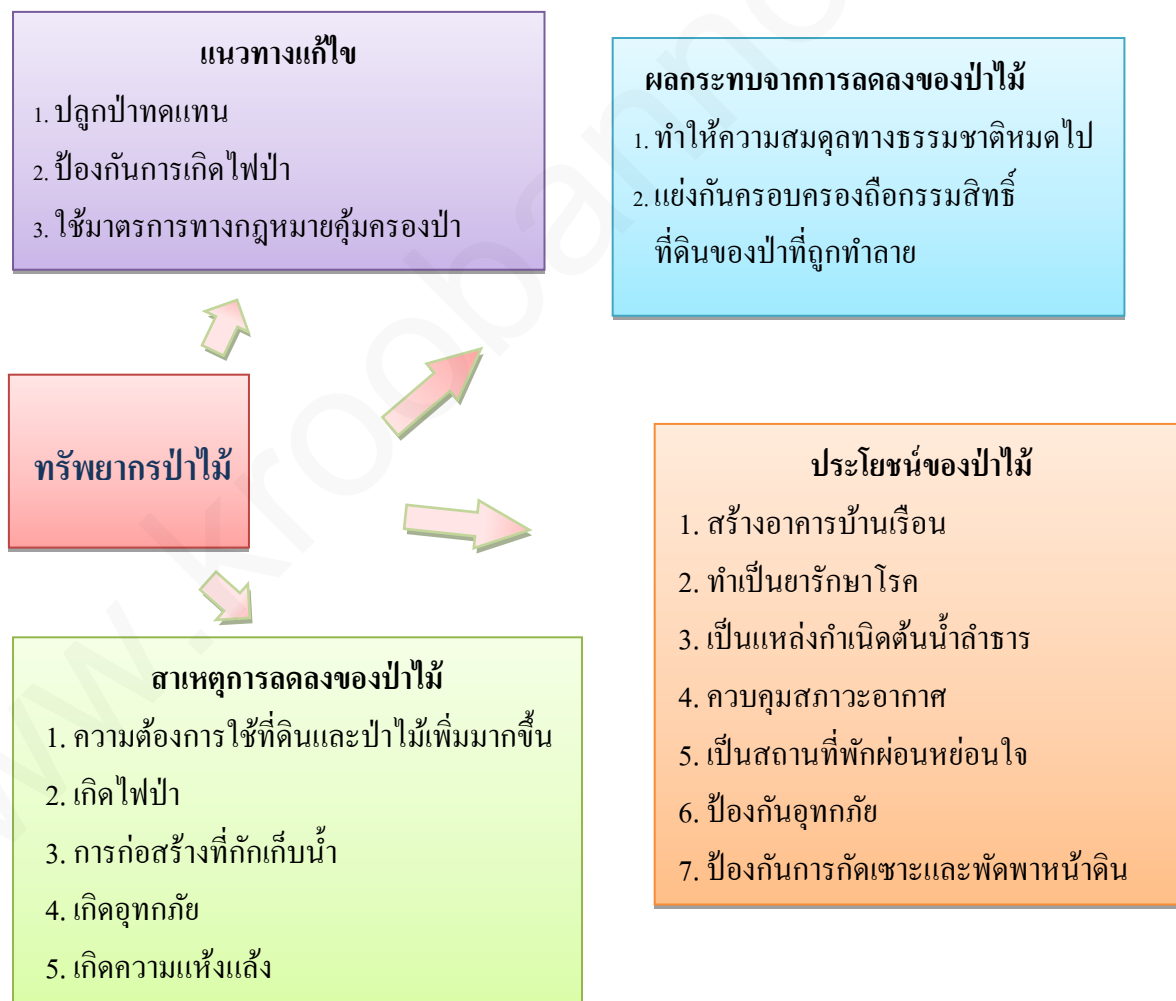 แนวทางแก้ไข
1. ปลูกป่าทดแทน
2. ป้องกันการเกิดไฟป่า
3. ใช้มาตรการทางกฎหมายคุ้มครองป่า
ผลกระทบจากการลดลงของป่าไม้
1. ทำให้ความสมดุลทางธรรมชาติหมดไป
2. แย่งกันครอบครองถือกรรมสิทธิ์
ที่ดินของป่าที่ถูกทำลาย
ทรัพยากรป่าไม้
ประโยชน์ของป่าไม้
1. สร้างอาคารบ้านเรือน
2. ทำเป็นยารักษาโรค
3. เป็นแหล่งกำเนิดต้นน้ำลำธาร
4. ควบคุมสภาวะอากาศ
5. เป็นสถานที่พักผ่อนหย่อนใจ
6. ป้องกันอุทกภัย
7. ป้องกันการกัดเซาะและพัดพาหน้าดิน
สาเหตุการลดลงของป่าไม้
1. ความต้องการใช้ที่ดินและป่าไม้เพิ่มมากขึ้น
2. เกิดไฟป่า
3. การก่อสร้างที่กักเก็บน้ำ
4. เกิดอุทกภัย
5. เกิดความแห้งแล้ง